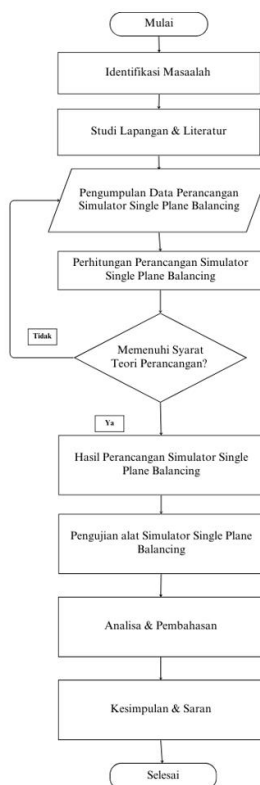 Mulai
Identifikasi Masaalah
Studi Lapangan & Literatur
Pengumpulan Data Perancangan
Simulator Single Plane Balancing
Perhitungan Perancangan Simulator
Single Plane Balancing
Tidak
Memenuhi Syarat
Teori Perancangan?
Ya
Hasil Perancangan Simulator Single
Plane Balancing
Pengujian alat Simulator Single Plane
Balancing
Analisa & Pembahasan
Kesimpulan & Saran
Selesai